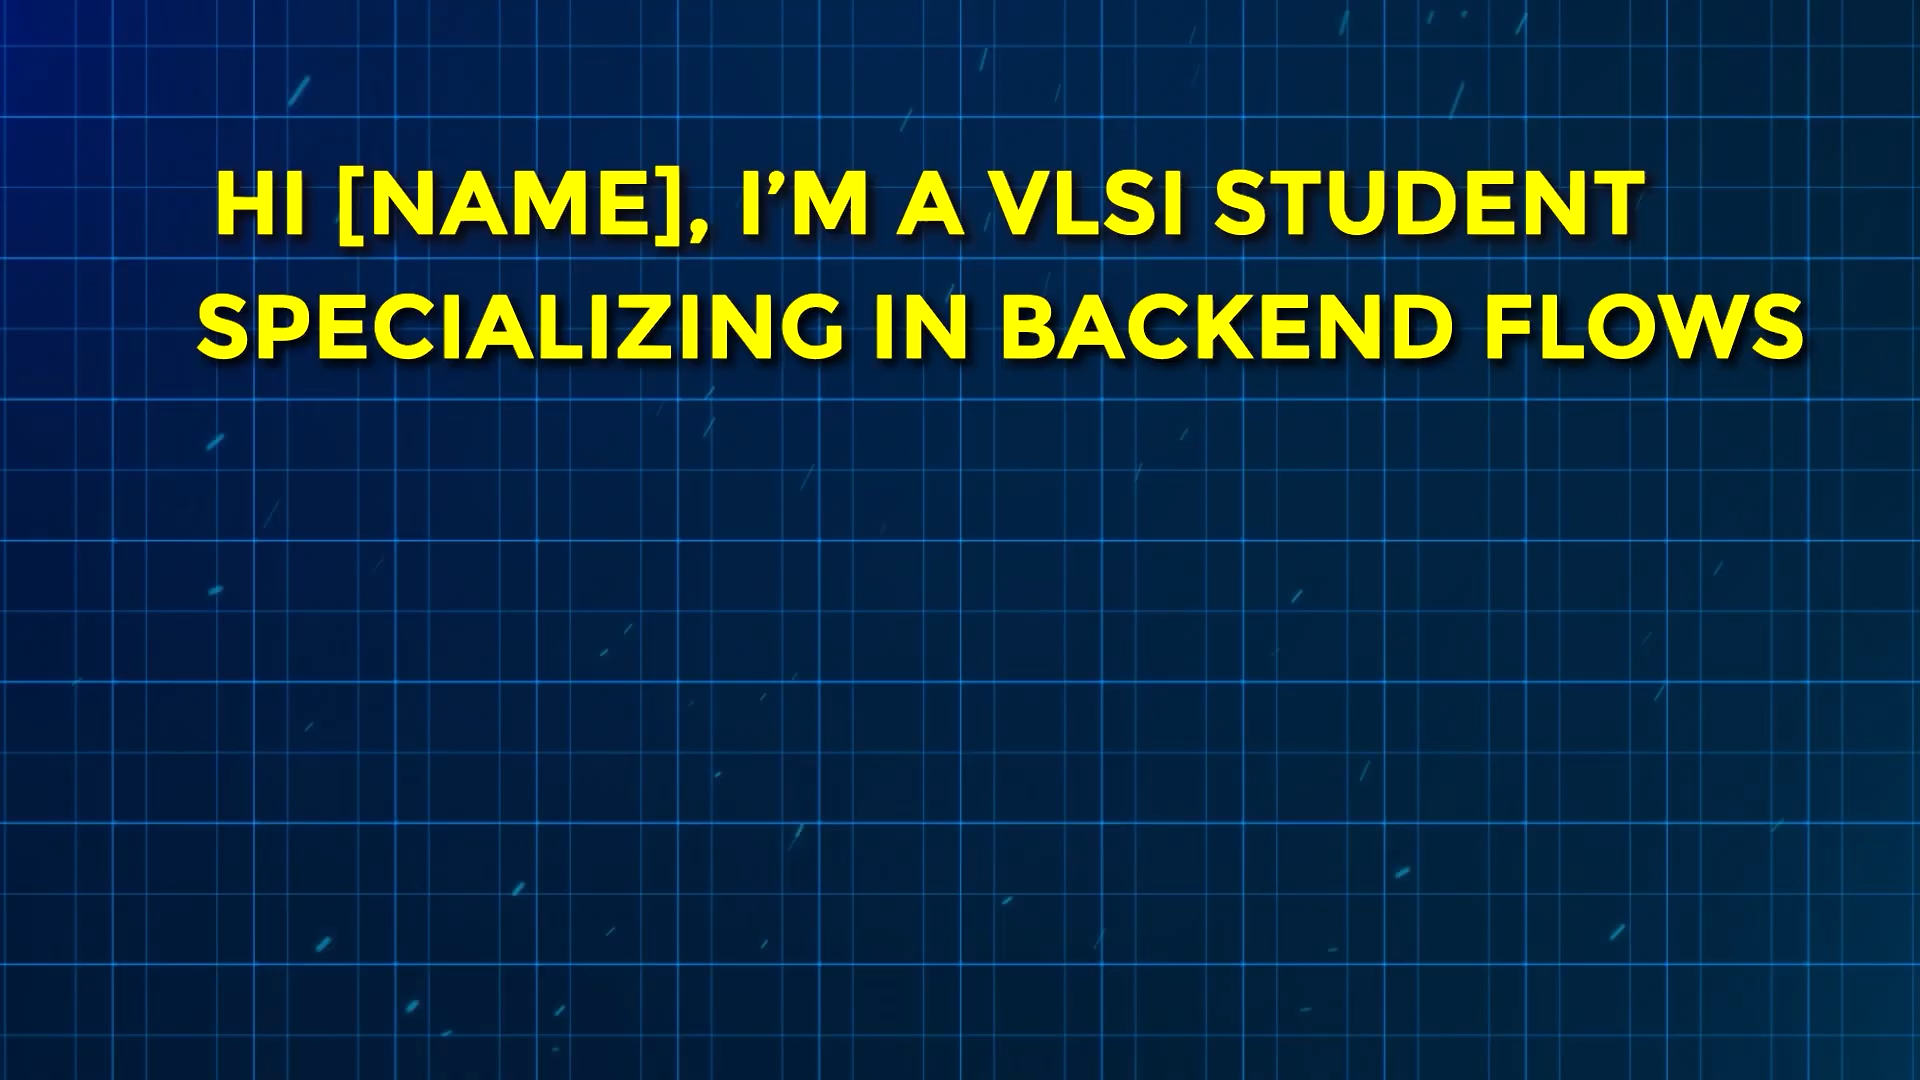 HI [NAME], I’M A VLSI STUDENT
SPECIALIZING IN BACKEND FLOWS